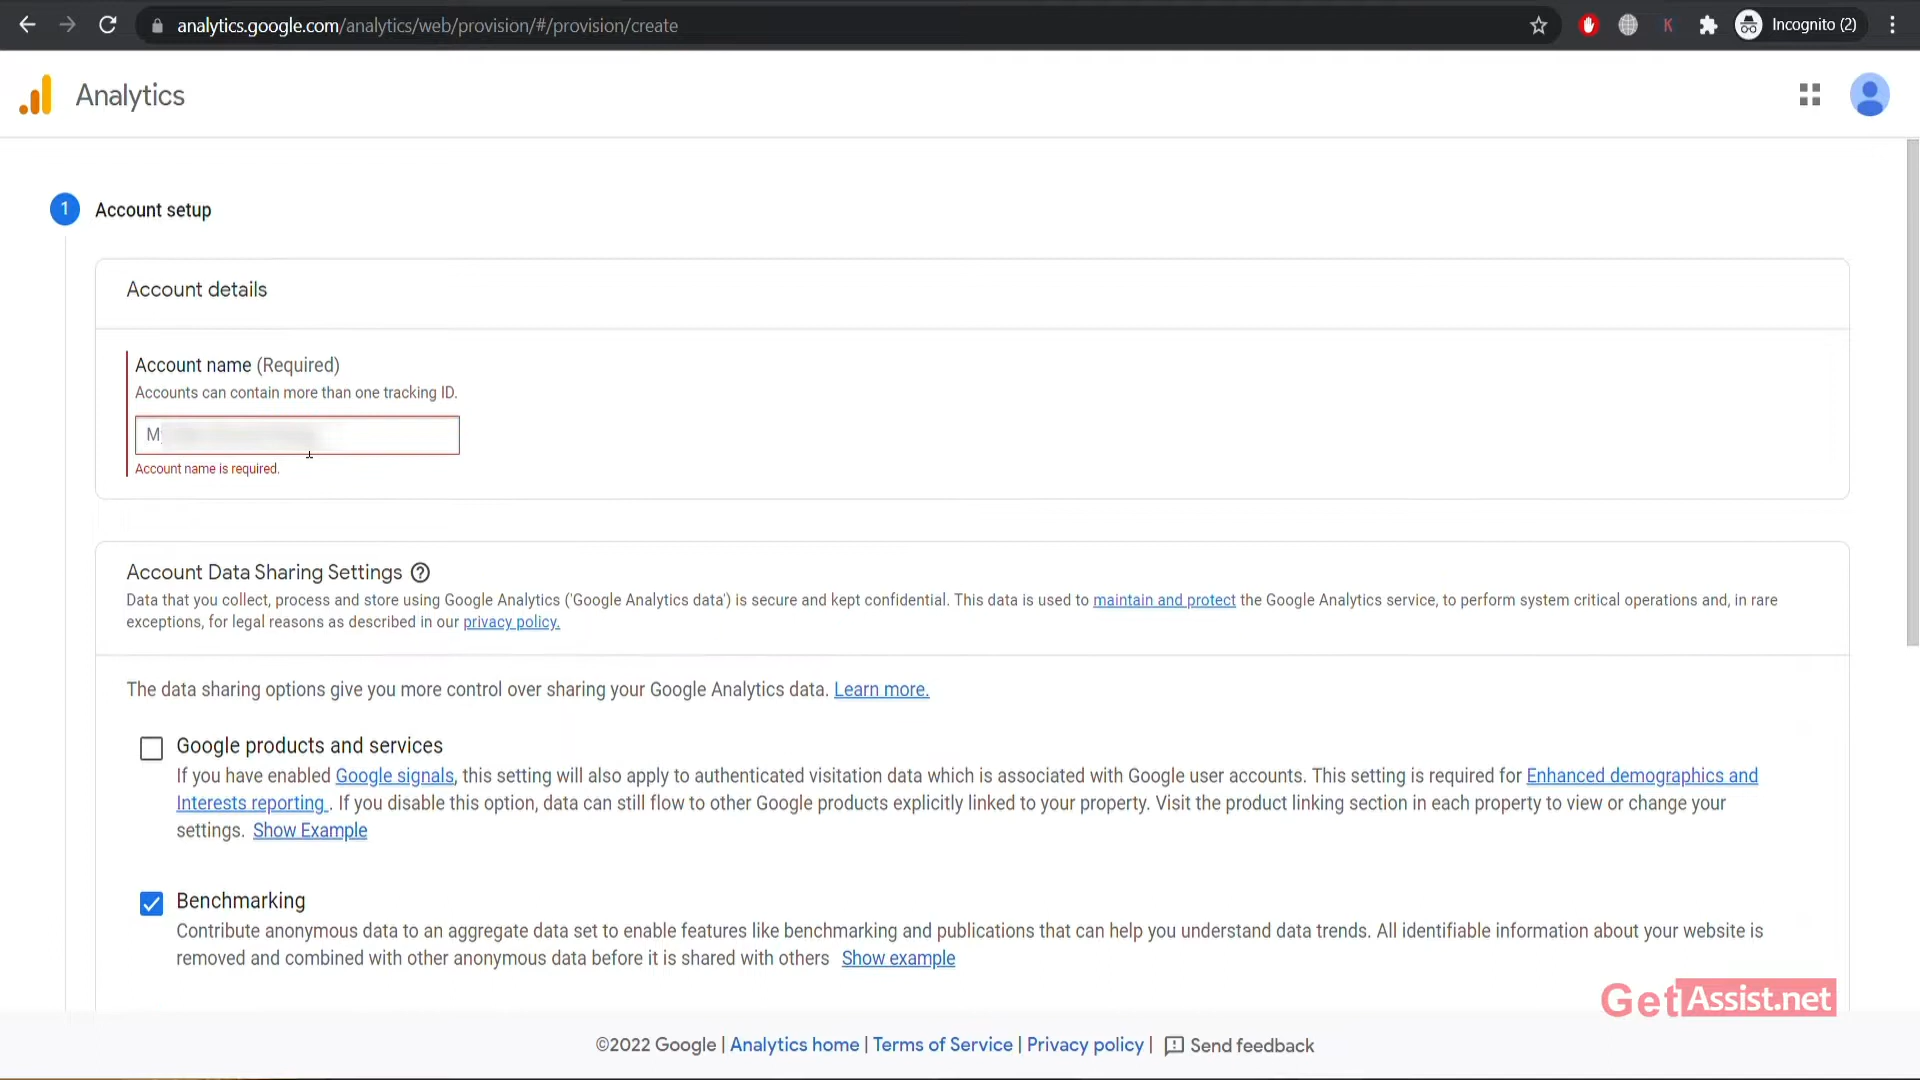 analytics.google.com/analytics/web/provision/#/provision/create
K
Incognito (2)
Analytics
1
Account setup
Account details
Account name (Required)
Accounts can contain more than one tracking ID.
Account name is required.
Account Data Sharing Settings ?
Data that you collect, process and store using Google Analytics ('Google Analytics data') is secure and kept confidential. This data is used to maintain and protect the Google Analytics service, to perform system critical operations and, in rare
exceptions, for legal reasons as described in our privacy policy.
The data sharing options give you more control over sharing your Google Analytics data. Learn more.
Google products and services
If you have enabled Google signals, this setting will also apply to authenticated visitation data which is associated with Google user accounts. This setting is required for Enhanced demographics and
Interests reporting . If you disable this option, data can still flow to other Google products explicitly linked to your property. Visit the product linking section in each property to view or change your
settings. Show Example
Benchmarking
Contribute anonymous data to an aggregate data set to enable features like benchmarking and publications that can help you understand data trends. All identifiable information about your website is
removed and combined with other anonymous data before it is shared with others Show example
GetAssist.net
©2022 Google | Analytics home | Terms of Service | Privacy policy | Send feedback